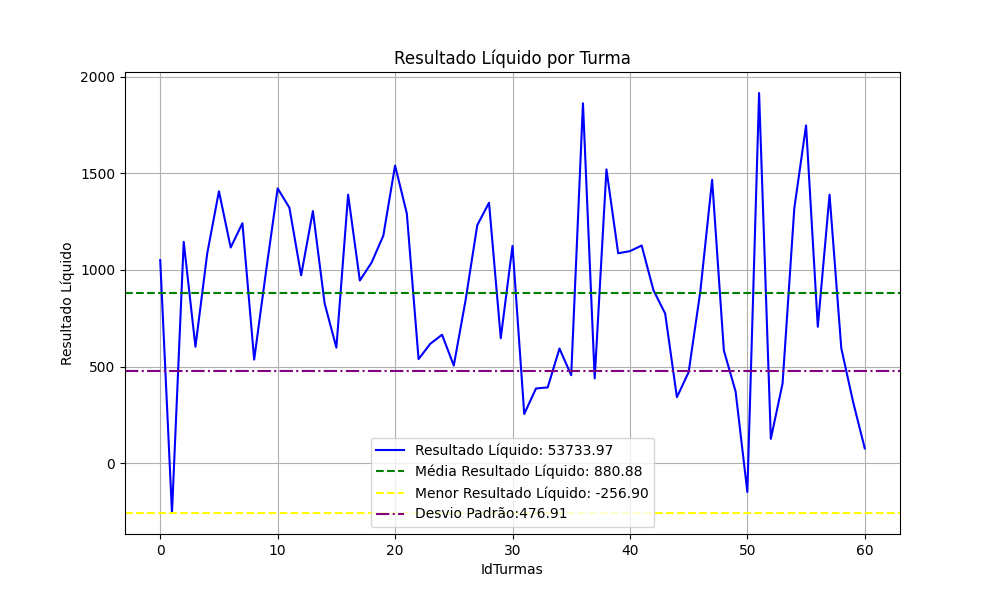 Resultado Líquido por Turma
2000
1500
1000
500
0
Resultado Líquido
Resultado Líquido: 53733.97
Média Resultado Líquido: 880.88
Menor Resultado Líquido: -256.90
Desvio Padrão:476.91
0 10 20 30 40 50 60
IdTurmas